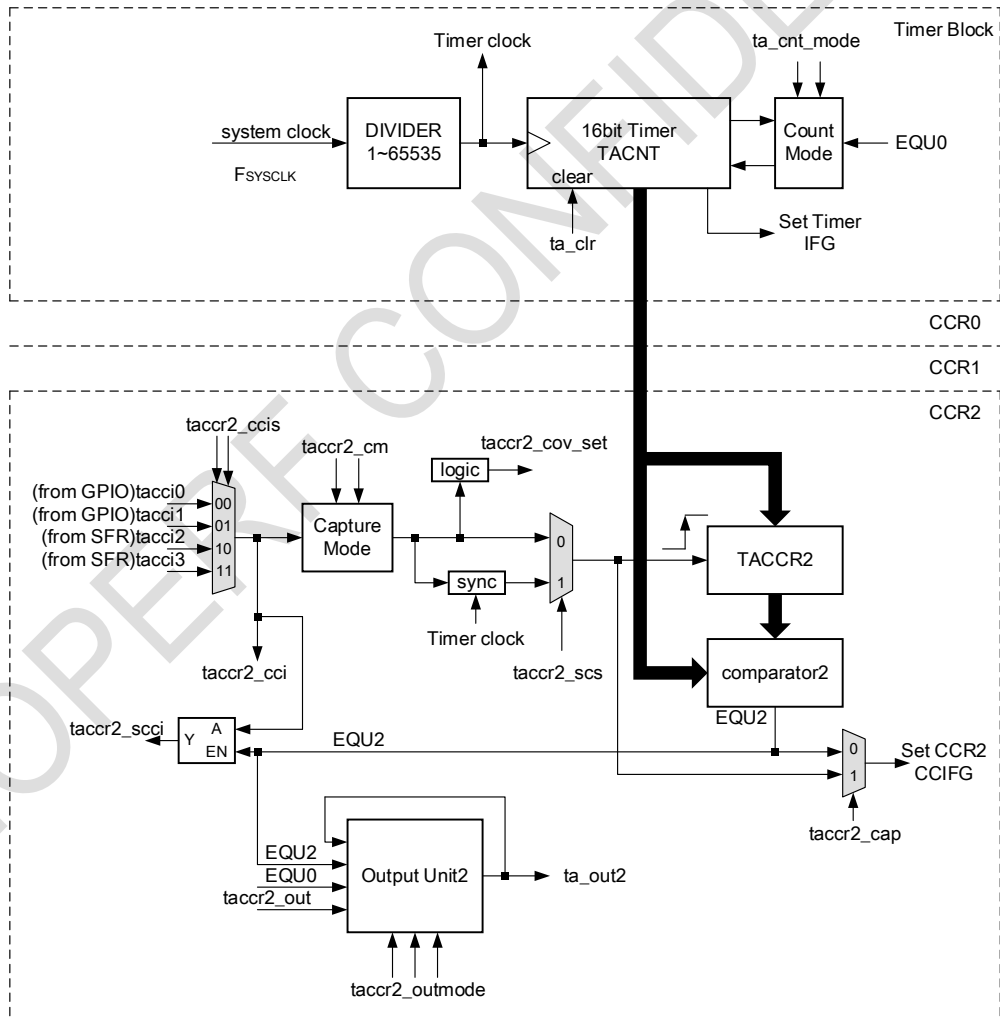 Timer Block
Timer clock
ta_cnt_mode
system clock
FSYSCLK
DIVIDER
1~65535
16bit Timer
TACNT
clear
ta_clr
Count
Mode
EQU0
Set Timer
IFG
CCR0
CCR1
CCR2
taccr2_ccis
taccr2_cm
taccr2_cov_set
logic
(from GPIO)tacci0
(from GPIO)tacci1
(from SFR)tacci2
(from SFR)tacci3
00
01
10
11
Capture
Mode
0
1
sync
Timer clock
TACCR2
taccr2_cci
taccr2_scs
comparator2
EQU2
taccr2_scci
Y
A
EN
EQU2
0
1
Set CCR2
CCIFG
taccr2_cap
EQU2
EQU0
taccr2_out
Output Unit2
ta_out2
taccr2_outmode
OPERF CONFIDE